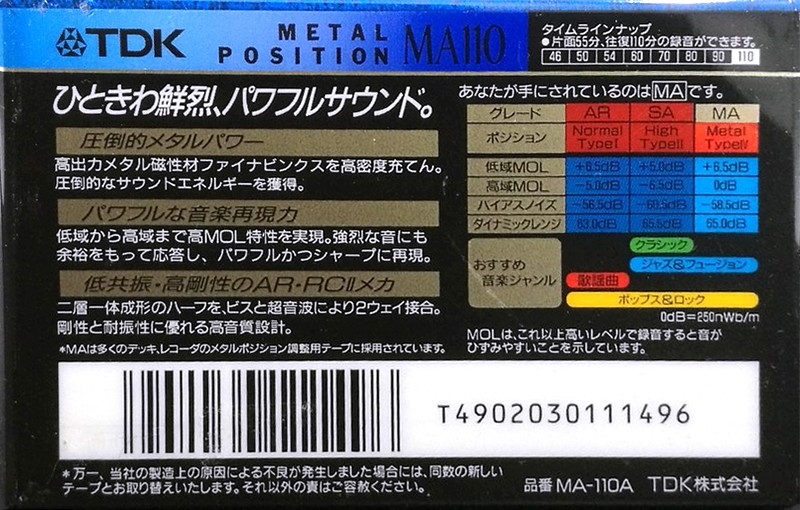 TDK METAL POSITION MA110
タイムラインナップ
●片面55分、往復110分の録音ができます。
46 50 54 60 70 80 90 110
ひときわ鮮烈、パワフルサウンド。
圧倒的メタルパワー
高出力メタル磁性材ファイナビンクスを高密度充てん。
圧倒的なサウンドエネルギーを獲得。
パワフルな音楽再現力
低域から高域まで高MOL特性を実現。強烈な音にも
余裕をもって応答し、パワフルかつシャープに再現。
低共振・高剛性のAR・RCⅡメカ
二層一体成形のハーフを、ビスと超音波により2ウェイ接合。
剛性と耐振性に優れる高音質設計。
*MAは多くのデッキ、レコーダのメタルポジション調整用テープに採用されています。
あなたが手にされているのはMAです。
グレード AR SA MA
ポジション Normal TypeⅠ High TypeⅡ Metal TypeⅣ
低域MOL +6.5dB +5.0dB +6.5dB
高域MOL -5.0dB -6.5dB 0dB
バイアスノイズ -56.5dB -60.5dB -58.5dB
ダイナミックレンジ 63.0dB 65.5dB 65.0dB
おすすめ音楽ジャンル
クラシック
ジャズ&フュージョン
歌謡曲
ポップス&ロック
0dB=250nWb/m
MOLは、これ以上高いレベルで録音すると音が
ひずみやすいことを示しています。
T4902030111496
*万一、当社の製造上の原因による不良が発生しました場合には、同数の新しい
テープとお取り替えいたします。それ以外の責はご容赦ください。
品番 MA-110A TDK株式会社